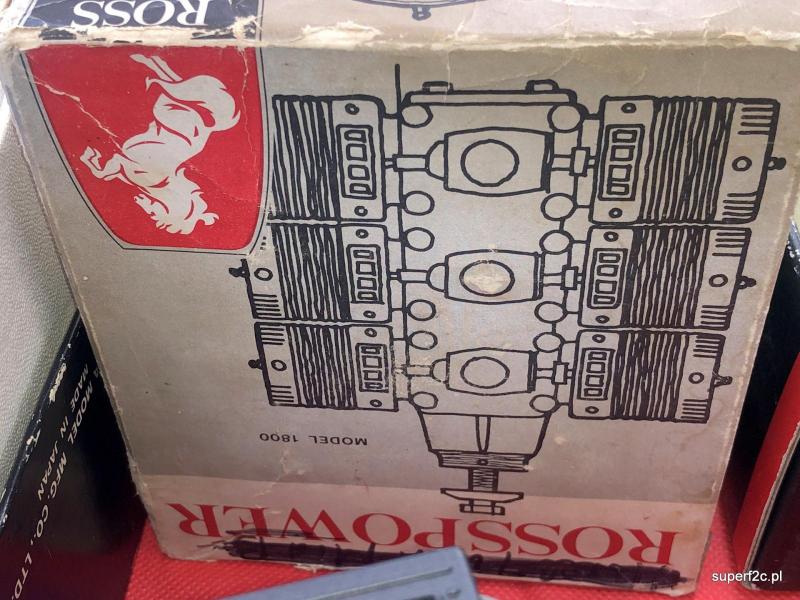 ROSS
MODEL 1800
ROSSPOWER
MODEL MFG. CO., LTD.
MADE IN JAPAN
superf2c.pl